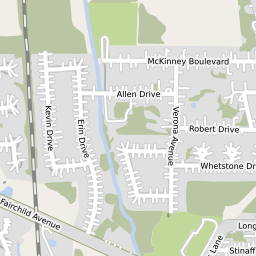 McKinney Boulevard
Allen Drive
Kevin Drive
Erin Drive
Verona Avenue
Robert Drive
Whetstone Dr
Fairchild Avenue
Long
Lane
Stinaff